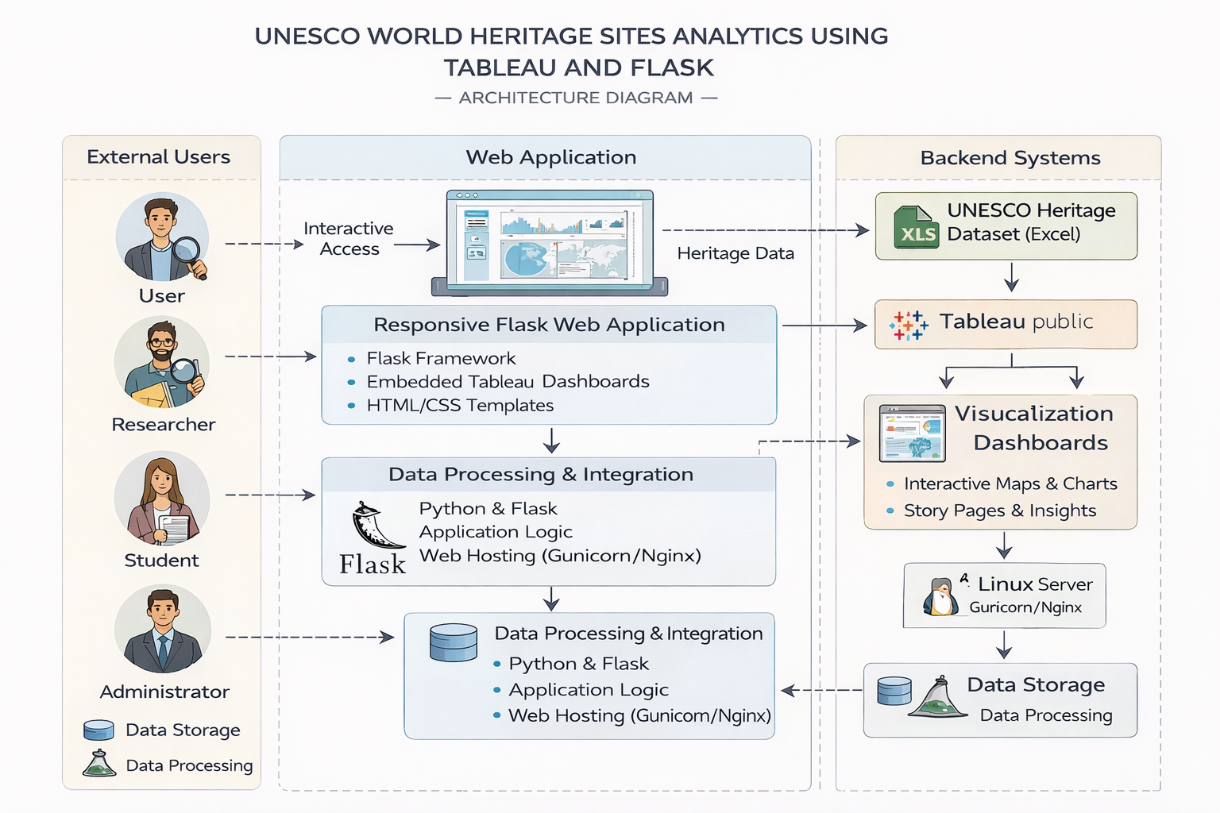 UNESCO WORLD HERITAGE SITES ANALYTICS USING
TABLEAU AND FLASK
— ARCHITECTURE DIAGRAM —
External Users
User
Researcher
Student
Administrator
Data Storage
Data Processing
Web Application
Interactive
Access
Heritage Data
Responsive Flask Web Application
• Flask Framework
• Embedded Tableau Dashboards
• HTML/CSS Templates
Data Processing & Integration
Flask
Python & Flask
Application Logic
Web Hosting (Gunicorn/Nginx)
Data Processing & Integration
• Python & Flask
• Application Logic
• Web Hosting (Gunicom/Nginx)
Backend Systems
XLS
UNESCO Heritage
Dataset (Excel)
Tableau public
Visucalization
Dashboards
• Interactive Maps & Charts
• Story Pages & Insights
Linux Server
Guricorn/Nginx
Data Storage
Data Processing